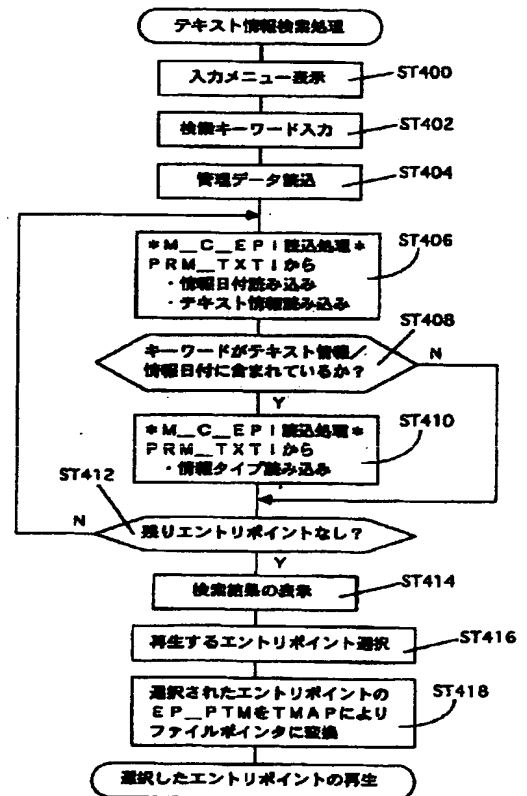 テキスト情報検索処理
入力メニュー表示
ST400
検索キーワード入力
ST402
管理データ読込
ST404
*M_C_EPI読込処理*
PRM_TXTIから
・情報日付読み込み
・テキスト情報読み込み
ST406
キーワードがテキスト情報/
情報日付に含まれているか?
ST408
N
Y
*M_C_EPI読込処理*
PRM_TXTIから
・情報タイプ読み込み
ST410
ST412
N
残りエントリポイントなし?
Y
検索結果の表示
ST414
再生するエントリポイント選択
ST416
選択されたエントリポイントの
EP_PTMをTMAPにより
ファイルポインタに変換
ST418
選択したエントリポイントの再生